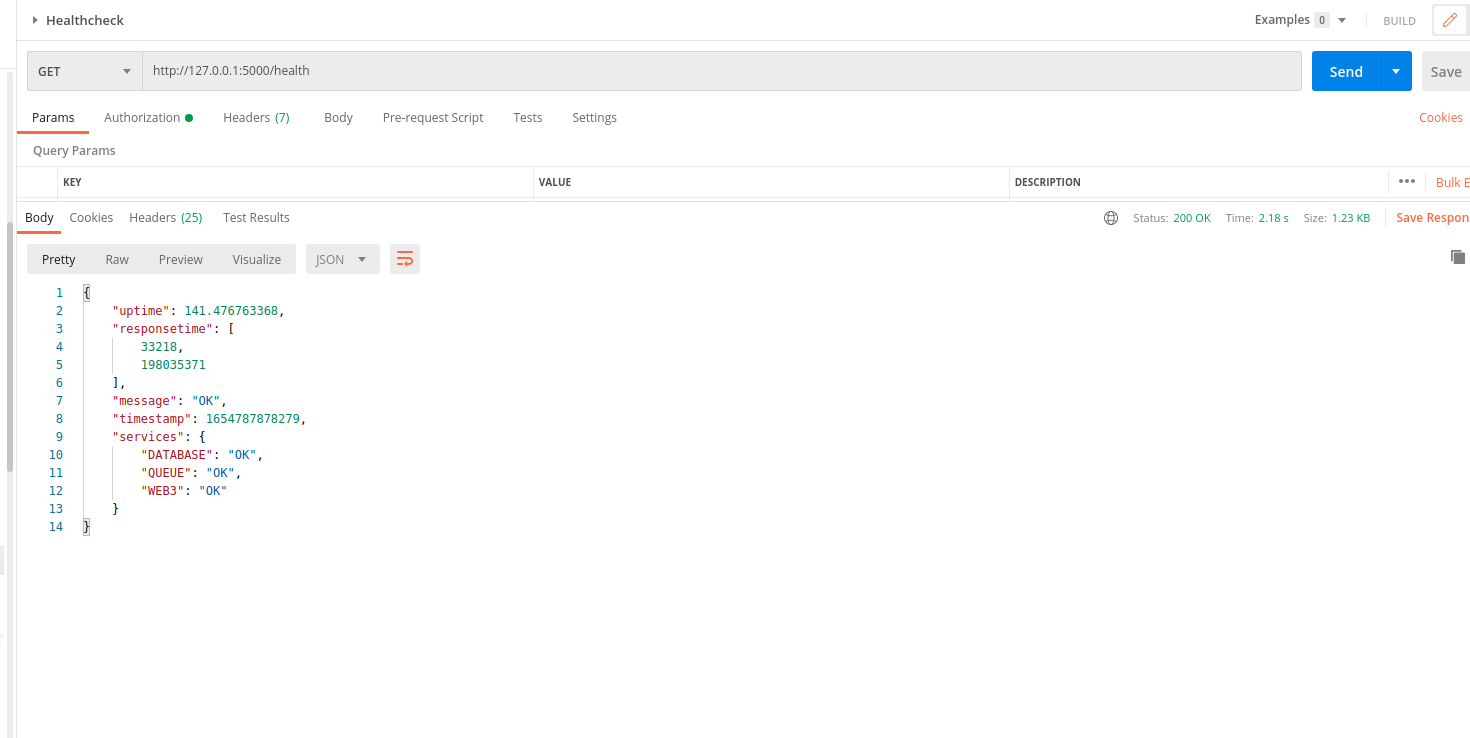 Healthcheck Examples 0 BUILD
GET http://127.0.0.1:5000/health Send Save
Params Authorization Headers (7) Body Pre-request Script Tests Settings Cookies
Query Params
KEY VALUE DESCRIPTION ••• Bulk E
Body Cookies Headers (25) Test Results Status: 200 OK Time: 2.18 s Size: 1.23 KB Save Respon
Pretty Raw Preview Visualize JSON
1 {
2 "uptime": 141.476763368,
3 "responsetime": [
4 33218,
5 198035371
6 ],
7 "message": "OK",
8 "timestamp": 1654787878279,
9 "services": {
10 "DATABASE": "OK",
11 "QUEUE": "OK",
12 "WEB3": "OK"
13 }
14 }